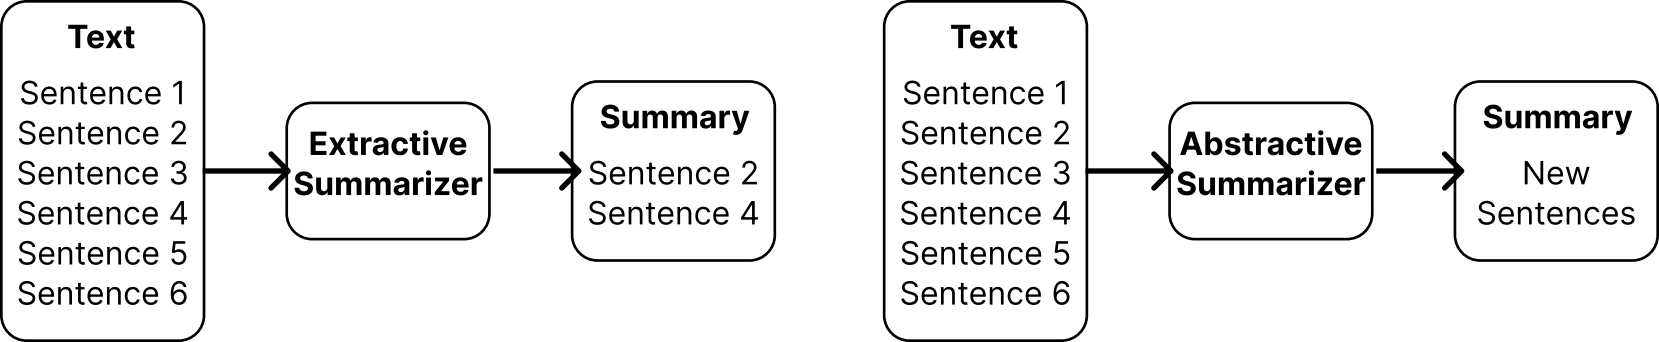 Text
Sentence 1
Sentence 2
Sentence 3
Sentence 4
Sentence 5
Sentence 6
Extractive
Summarizer
Summary
Sentence 2
Sentence 4
Text
Sentence 1
Sentence 2
Sentence 3
Sentence 4
Sentence 5
Sentence 6
Abstractive
Summarizer
Summary
New
Sentences